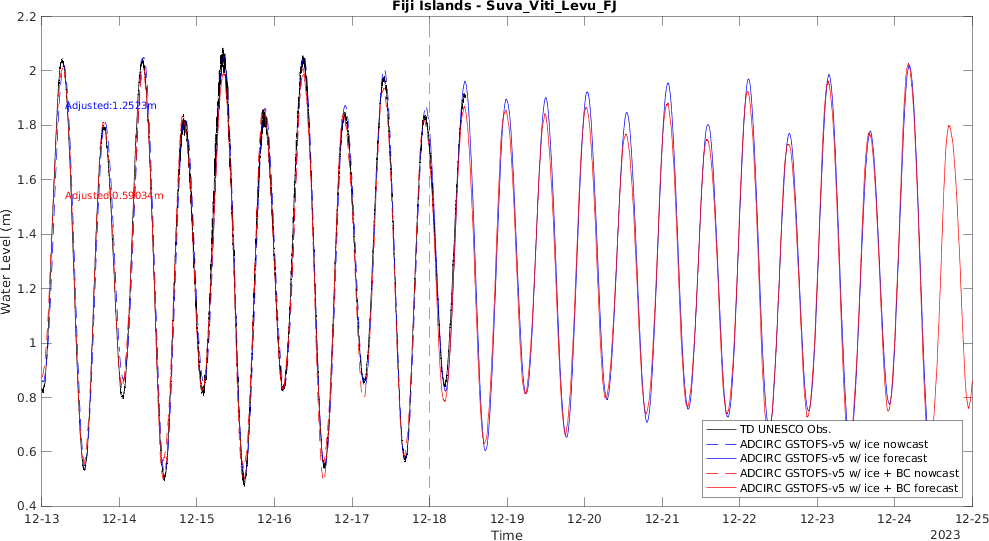 Fiji Islands - Suva_Viti_Levu_FJ
2.2
2
1.8
1.6
1.4
1.2
1
0.8
0.6
0.4
Water Level (m)
Adjusted:1.2523m
Adjusted:0.59034m
TD UNESCO Obs.
ADCIRC GSTOFS-v5 w/ ice nowcast
ADCIRC GSTOFS-v5 w/ ice forecast
ADCIRC GSTOFS-v5 w/ ice + BC nowcast
ADCIRC GSTOFS-v5 w/ ice + BC forecast
12-13 12-14 12-15 12-16 12-17 12-18 12-19 12-20 12-21 12-22 12-23 12-24 12-25
Time
2023